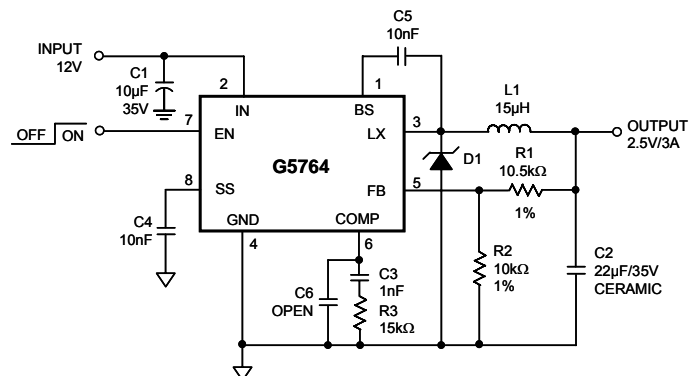 C5
10nF
INPUT
12V
C1
10µF
35V
2
1
IN
BS
L1
15µH
7
3
OFF
ON
EN
LX
OUTPUT
2.5V/3A
D1
R1
10.5kΩ
1%
G5764
8
5
SS
FB
C4
10nF
GND
COMP
4
6
R2
10kΩ
1%
C2
22µF/35V
CERAMIC
C3
1nF
C6
OPEN
R3
15kΩ